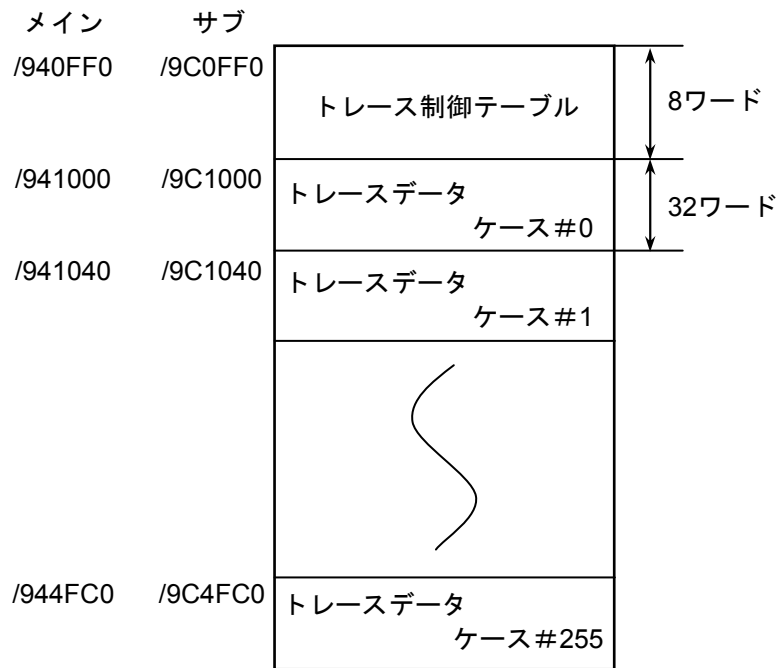 メイン サブ
/940FF0 /9C0FF0
トレース制御テーブル
8ワード
/941000 /9C1000
トレースデータ
ケース#0
32ワード
/941040 /9C1040
トレースデータ
ケース#1
/944FC0 /9C4FC0
トレースデータ
ケース#255